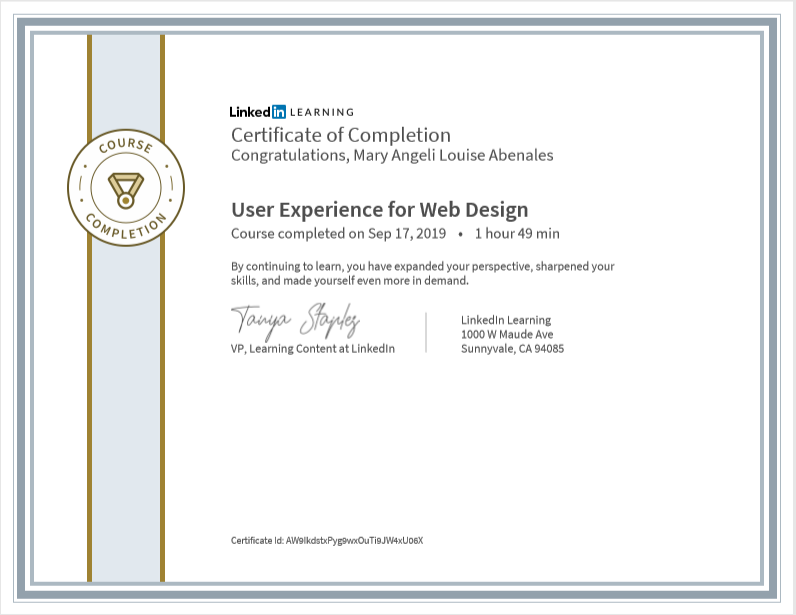 LinkedIn LEARNING
Certificate of Completion
Congratulations, Mary Angeli Louise Abenales
COURSE
COMPLETION
User Experience for Web Design
Course completed on Sep 17, 2019 • 1 hour 49 min
By continuing to learn, you have expanded your perspective, sharpened your
skills, and made yourself even more in demand.
Tanya Staples
VP, Learning Content at LinkedIn
LinkedIn Learning
1000 W Maude Ave
Sunnyvale, CA 94085
Certificate Id: AW9IkdstxPyg9wxOuTi9JW4xU06X